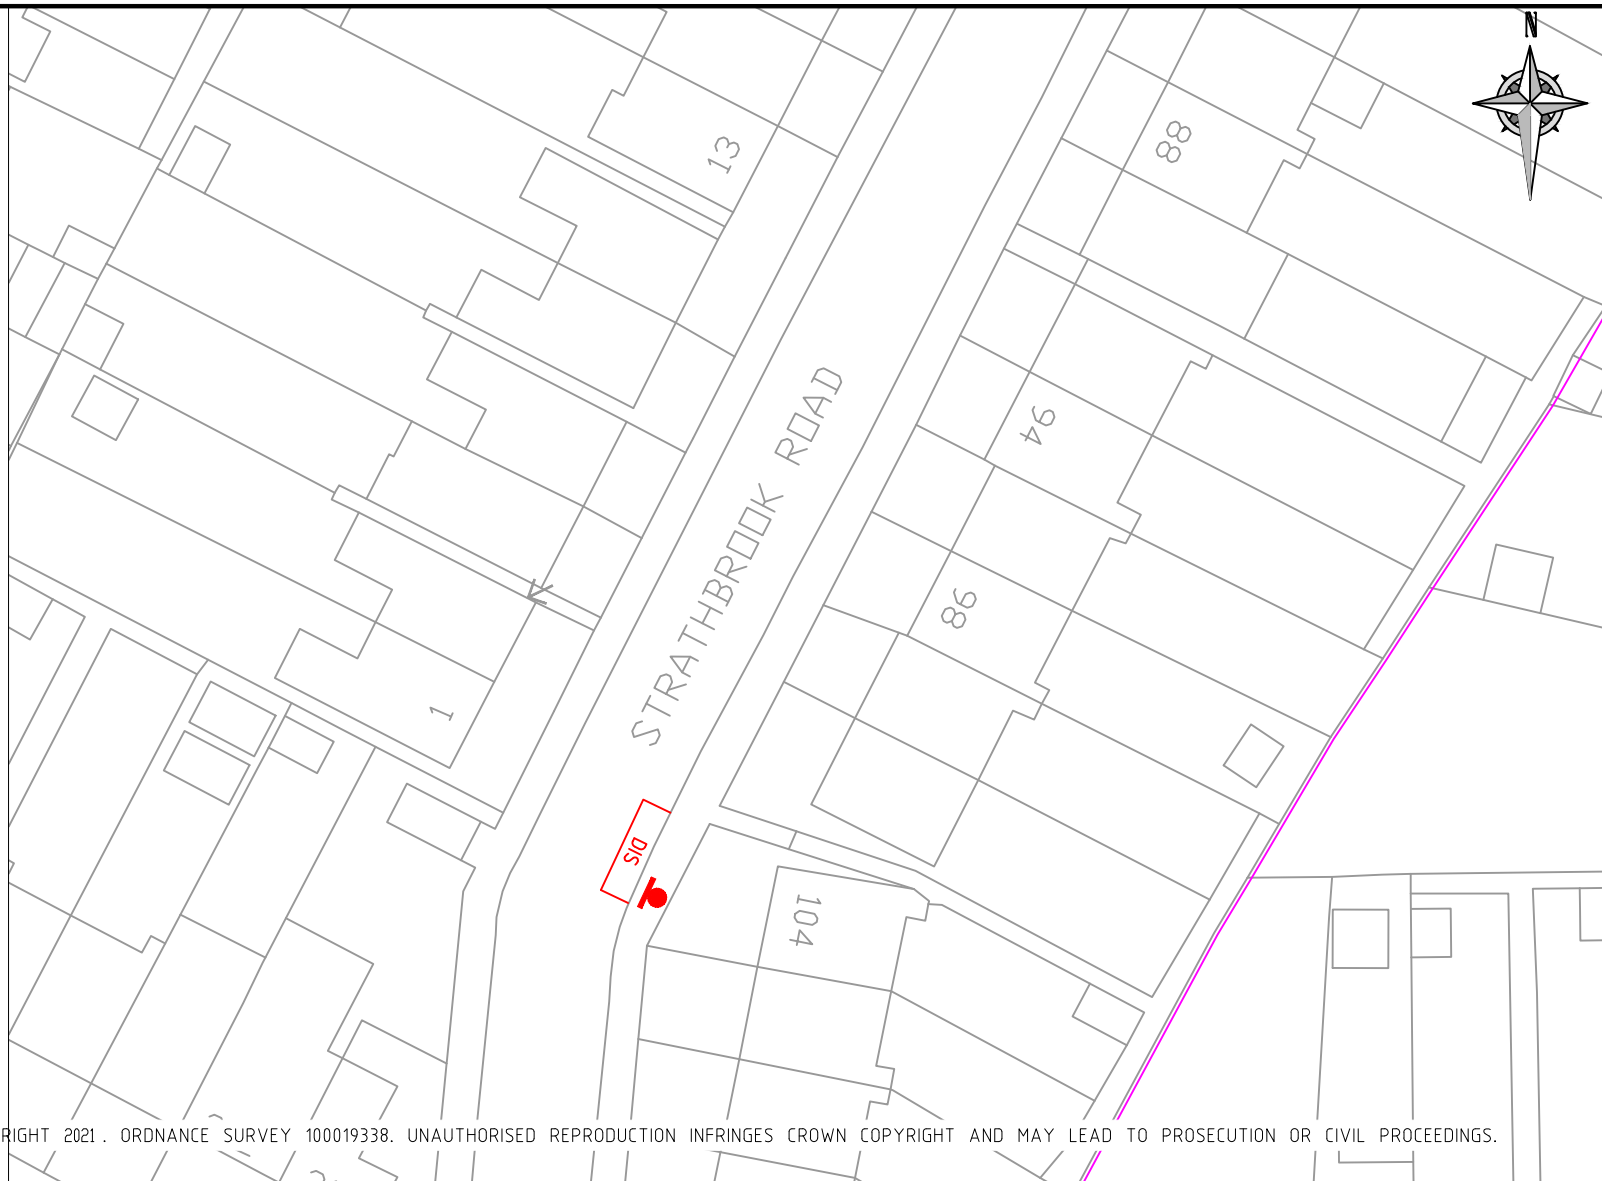 N
13
88
STRATHBROOK ROAD
94
98
1
DIS
104
RIGHT 2021. ORDNANCE SURVEY 100019338. UNAUTHORISED REPRODUCTION INFRINGES CROWN COPYRIGHT AND MAY LEAD TO PROSECUTION OR CIVIL PROCEEDINGS.